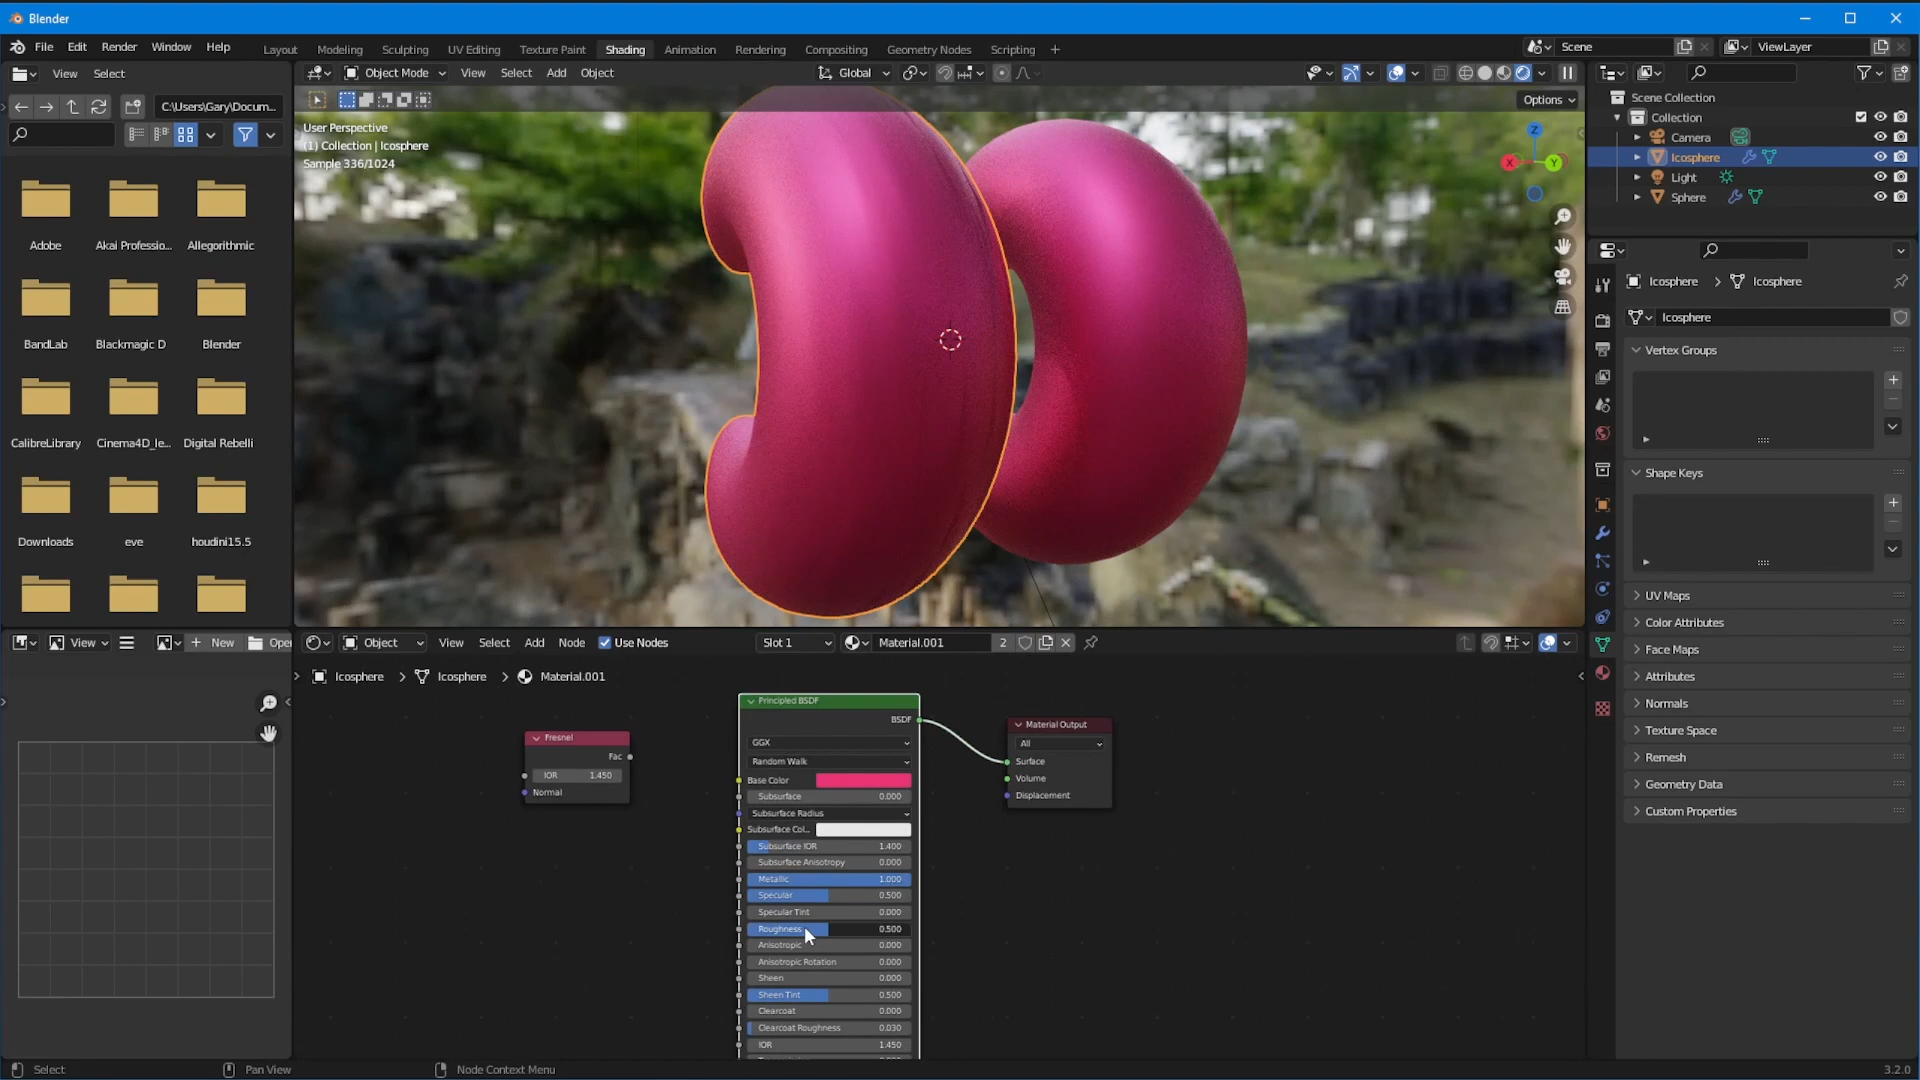 Blender
File Edit Render Window Help
Layout Modeling Sculpting UV Editing Texture Paint Shading Animation Rendering Compositing Geometry Nodes Scripting +
Scene
ViewLayer
View Select
Object Mode View Select Add Object
Global
C:\Users\Gary\Docum...
Options
User Perspective
(1) Collection | Icosphere
Sample 336/1024
Z
X
Y
Adobe
Akai Professio...
Allegorithmic
BandLab
Blackmagic D
Blender
CalibreLibrary
Cinema4D_le...
Digital Rebelli
Downloads
eve
houdini15.5
Scene Collection
Collection
Camera
Icosphere
Light
Sphere
Icosphere > Icosphere
Icosphere
Vertex Groups
Shape Keys
UV Maps
Color Attributes
Face Maps
Attributes
Normals
Texture Space
Remesh
Geometry Data
Custom Properties
View + New Open
Object View Select Add Node Use Nodes
Slot 1
Material.001 2
Icosphere > Icosphere > Material.001
Fresnel
Fac
IOR 1.450
Normal
Principled BSDF
BSDF
GGX
Random Walk
Base Color
Subsurface 0.000
Subsurface Radius
Subsurface Col...
Subsurface IOR 1.400
Subsurface Anisotropy 0.000
Metallic 1.000
Specular 0.500
Specular Tint 0.000
Roughness 0.500
Anisotropic 0.000
Anisotropic Rotation 0.000
Sheen 0.000
Sheen Tint 0.500
Clearcoat 0.000
Clearcoat Roughness 0.030
IOR 1.450
Material Output
All
Surface
Volume
Displacement
Select
Pan View
Node Context Menu
3.2.0